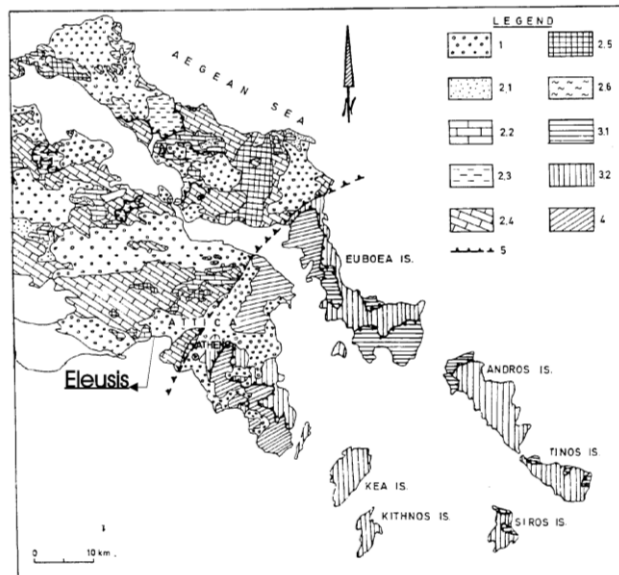 LEGEND
1
2.5
2.1
2.6
2.2
3.1
2.3
3.2
2.4
4
5
AEGEAN SEA
EUBOEA IS.
ATTICA
ATHENS
Eleusis
ANDROS IS.
TINOS IS.
KEA IS.
KITHNOS IS.
SIROS IS.
0 10 km.